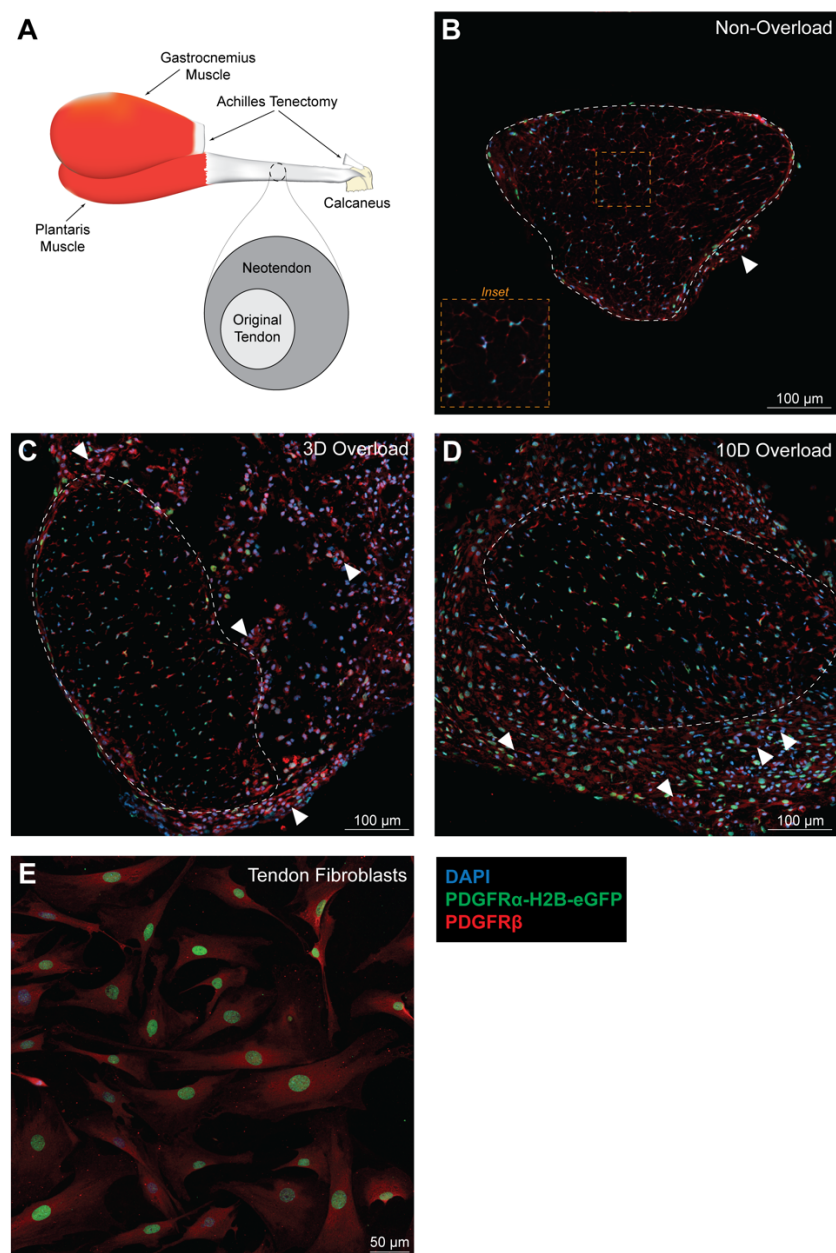 A
Gastrocnemius
Muscle
Achilles Tenectomy
Plantaris
Muscle
Calcaneus
Neotendon
Original
Tendon
B
Non-Overload
Inset
100 µm
C
3D Overload
100 µm
D
10D Overload
100 µm
E
Tendon Fibroblasts
50 µm
DAPI
PDGFRα-H2B-eGFP
PDGFRβ